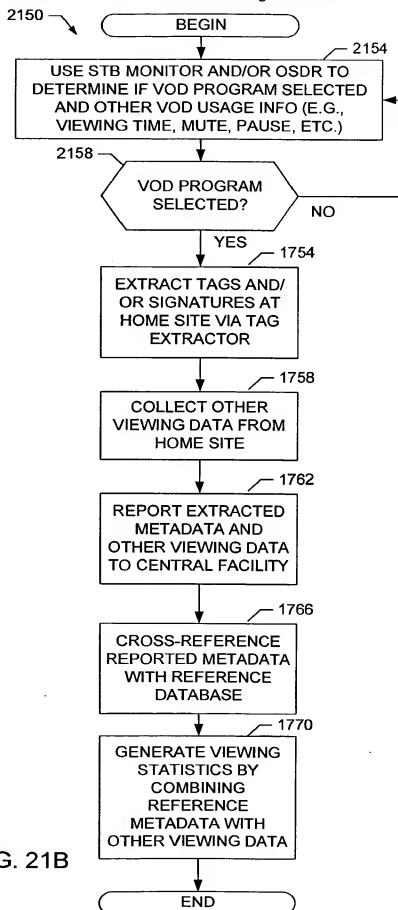 2150
BEGIN
2154
USE STB MONITOR AND/OR OSDR TO
DETERMINE IF VOD PROGRAM SELECTED
AND OTHER VOD USAGE INFO (E.G.,
VIEWING TIME, MUTE, PAUSE, ETC.)
2158
VOD PROGRAM
SELECTED?
NO
YES
1754
EXTRACT TAGS AND/
OR SIGNATURES AT
HOME SITE VIA TAG
EXTRACTOR
1758
COLLECT OTHER
VIEWING DATA FROM
HOME SITE
1762
REPORT EXTRACTED
METADATA AND
OTHER VIEWING DATA
TO CENTRAL FACILITY
1766
CROSS-REFERENCE
REPORTED METADATA
WITH REFERENCE
DATABASE
1770
GENERATE VIEWING
STATISTICS BY
COMBINING
REFERENCE
METADATA WITH
OTHER VIEWING DATA
G. 21B
END